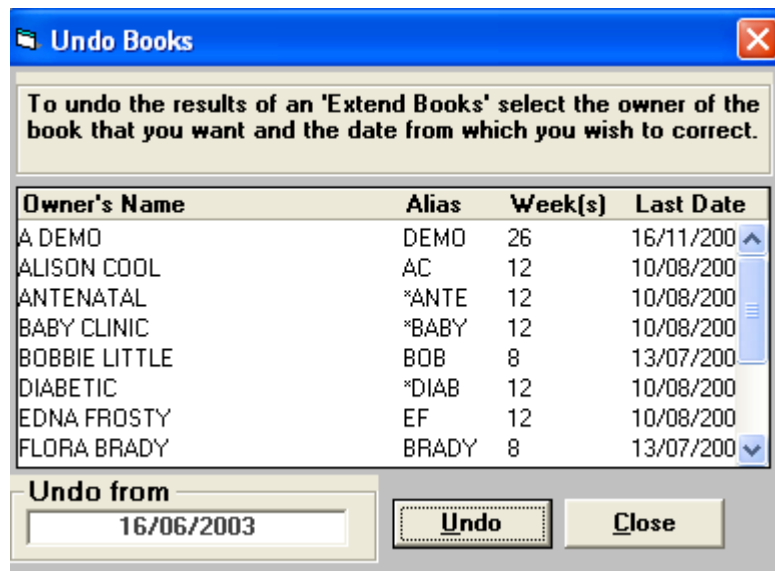 Undo Books
To undo the results of an 'Extend Books' select the owner of the
book that you want and the date from which you wish to correct.
Owner's Name Alias Week(s) Last Date
A DEMO DEMO 26 16/11/200
ALISON COOL AC 12 10/08/200
ANTENATAL *ANTE 12 10/08/200
BABY CLINIC *BABY 12 10/08/200
BOBBIE LITTLE BOB 8 13/07/200
DIABETIC *DIAB 12 10/08/200
EDNA FROSTY EF 12 10/08/200
FLORA BRADY BRADY 8 13/07/200
Undo from
16/06/2003 Undo Close